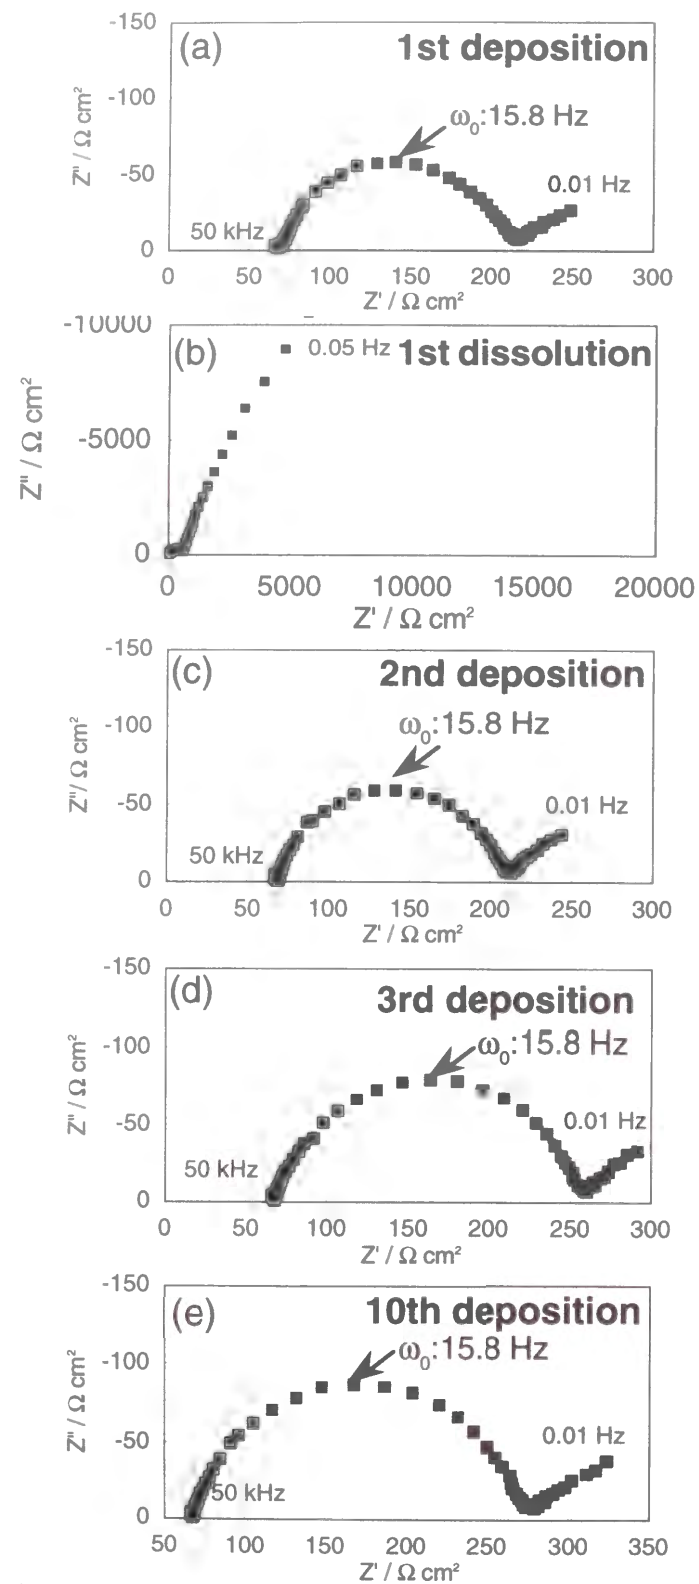 -150
(a) 1st deposition
-100
ω₀:15.8 Hz
-50
0.01 Hz
50 kHz
0
Z" / Ω cm²
0 50 100 150 200 250 300
Z' / Ω cm²
-10000
(b) 0.05 Hz 1st dissolution
-5000
0
Z" / Ω cm²
0 5000 10000 15000 20000
Z' / Ω cm²
-150
(c) 2nd deposition
-100
ω₀:15.8 Hz
-50
0.01 Hz
50 kHz
0
Z"/ Ω cm²
0 50 100 150 200 250 300
Z' / Ω cm²
-150
(d) 3rd deposition
-100
ω₀:15.8 Hz
-50
0.01 Hz
50 kHz
0
Z" / Ω cm²
0 50 100 150 200 250 300
Z' / Ω cm²
-150
(e) 10th deposition
-100
ω₀:15.8 Hz
-50
0.01 Hz
50 kHz
0
Z" / Ω cm²
50 100 150 200 250 300 350
Z' / Ω cm²